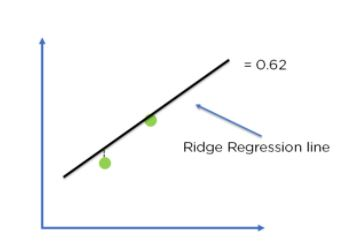 = 0.62
Ridge Regression line